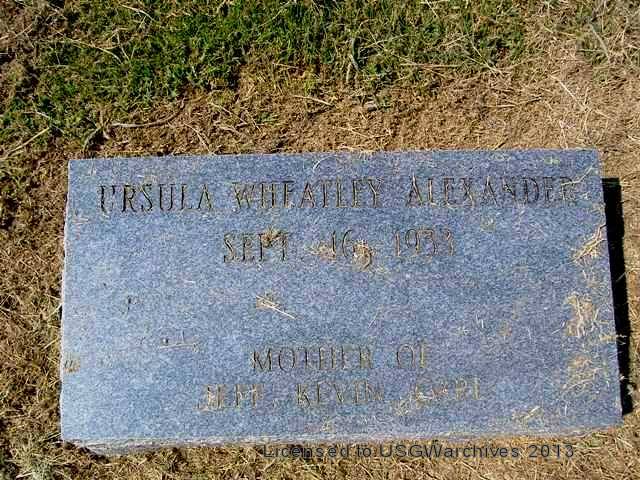 URSULA WHEATLEY ALEXANDER
SEPT. 16, 1933
MOTHER OF
JEFF KEVIN
Licensed to USGWarchives 2013